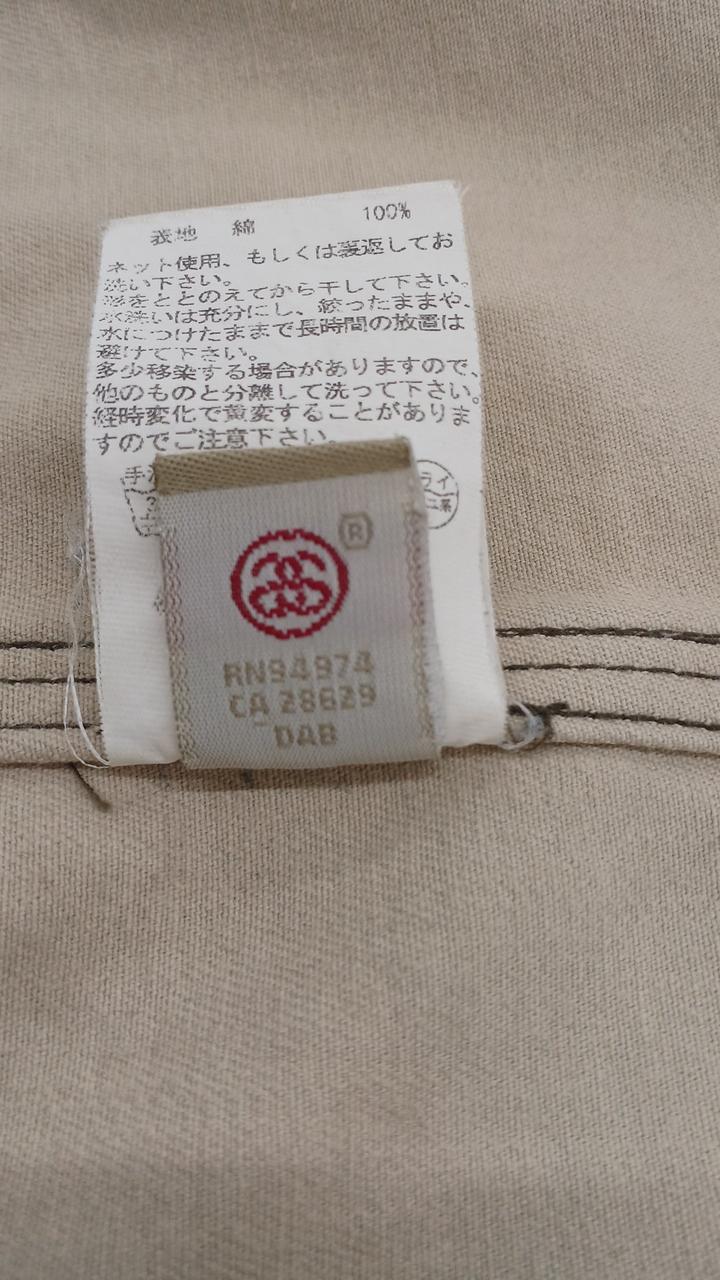 表地 綿 100%
ネット使用、もしくは裏返してお
洗い下さい。
形をととのえてから干して下さい。
水洗いは充分にし、絞ったままや、
水につけたままで長時間の放置は
避けて下さい。
多少移染する場合がありますので、
他のものと分離して洗って下さい。
経時変化で黄変することがありま
すのでご注意下さい。
®
RN94974
CA 28629
DAB